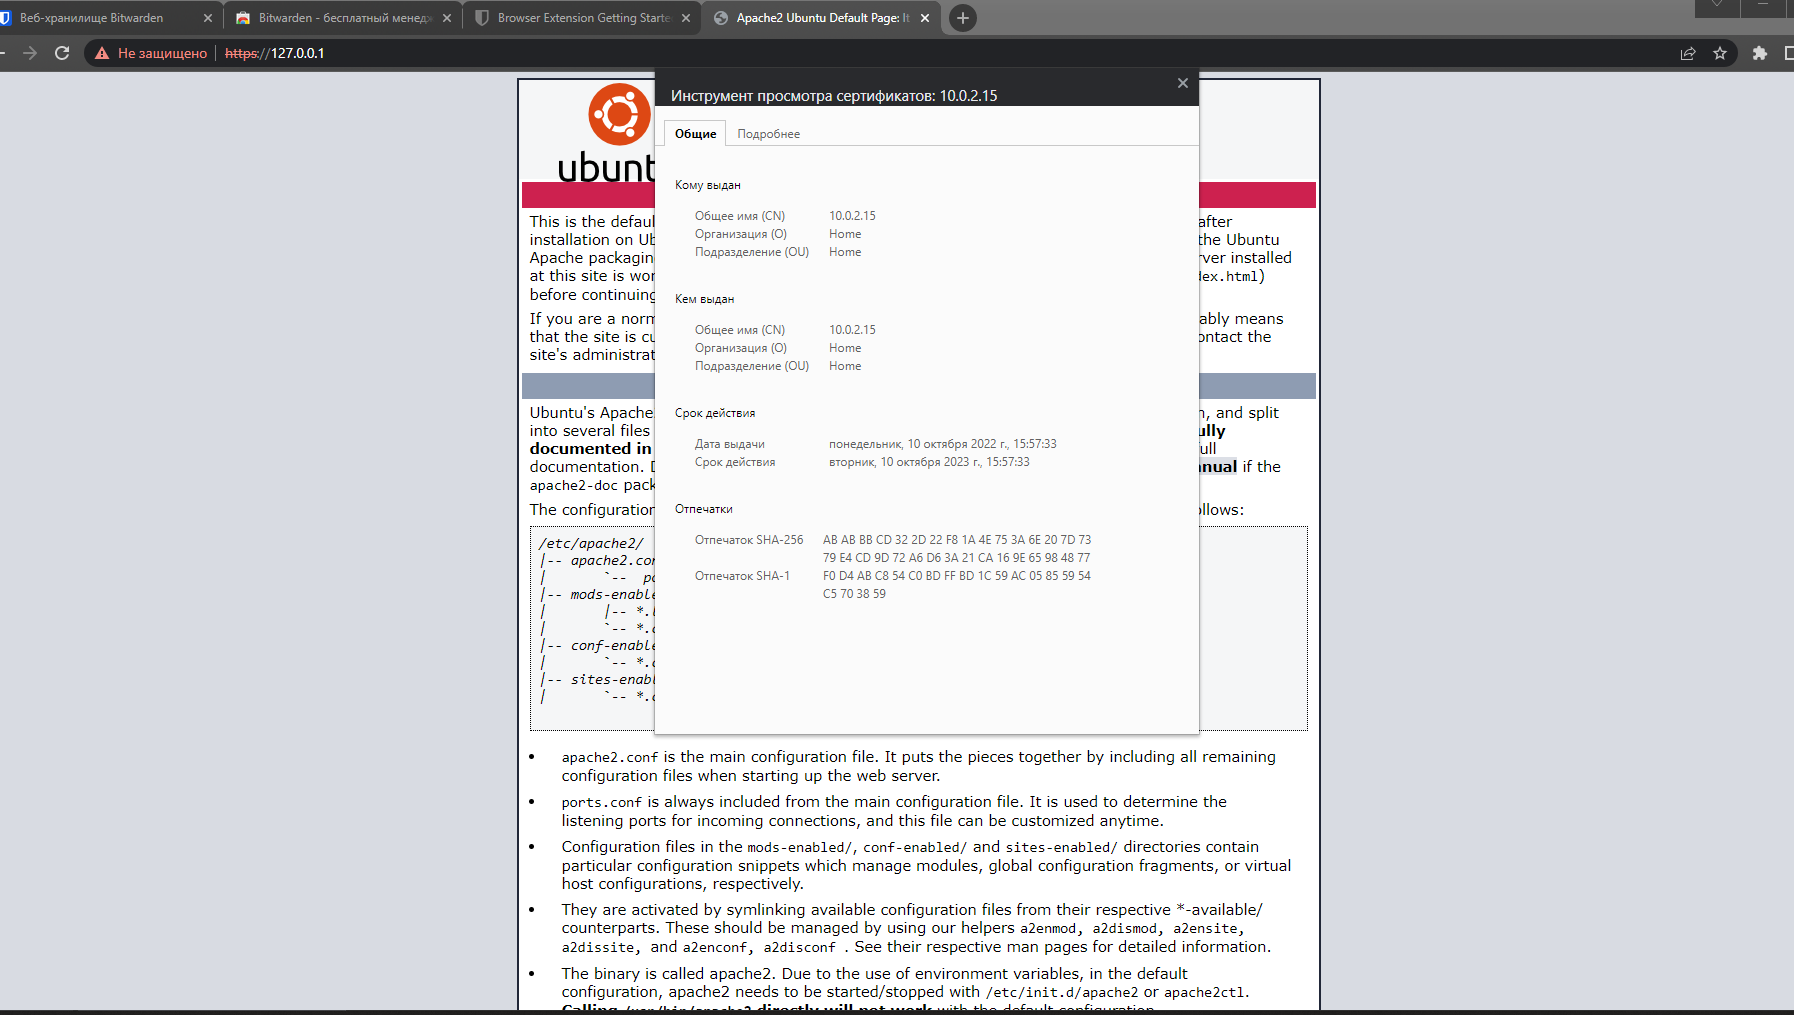 Веб-хранилище Bitwarden
Bitwarden - бесплатный менедж
Browser Extension Getting Starte
Apache2 Ubuntu Default Page: It
Не защищено
https://127.0.0.1
Инструмент просмотра сертификатов: 10.0.2.15
Общие Подробнее
Кому выдан
Общее имя (CN) 10.0.2.15
Организация (O) Home
Подразделение (OU) Home
Кем выдан
Общее имя (CN) 10.0.2.15
Организация (O) Home
Подразделение (OU) Home
Срок действия
Дата выдачи понедельник, 10 октября 2022 г., 15:57:33
Срок действия вторник, 10 октября 2023 г., 15:57:33
Отпечатки
Отпечаток SHA-256 AB AB BB CD 32 2D 22 F8 1A 4E 75 3A 6E 20 7D 73
79 E4 CD 9D 72 A6 D6 3A 21 CA 16 9E 65 98 48 77
Отпечаток SHA-1 F0 D4 AB C8 54 C0 BD FF BD 1C 59 AC 05 85 59 54
C5 70 38 59
ubunt
This is the defaul after
installation on Ub the Ubuntu
Apache packagin rver installed
at this site is wor dex.html)
before continuing
If you are a norm ably means
that the site is cu ontact the
site's administrat
Ubuntu's Apache n, and split
into several files ully
documented in ull
documentation. D nual if the
apache2-doc pack
The configuration llows:
/etc/apache2/
|-- apache2.con
| `-- po
|-- mods-enable
| |-- *.l
| `-- *.c
|-- conf-enable
| `-- *.c
|-- sites-enabl
| `-- *.c
• apache2.conf is the main configuration file. It puts the pieces together by including all remaining
configuration files when starting up the web server.
• ports.conf is always included from the main configuration file. It is used to determine the
listening ports for incoming connections, and this file can be customized anytime.
• Configuration files in the mods-enabled/, conf-enabled/ and sites-enabled/ directories contain
particular configuration snippets which manage modules, global configuration fragments, or virtual
host configurations, respectively.
• They are activated by symlinking available configuration files from their respective *-available/
counterparts. These should be managed by using our helpers a2enmod, a2dismod, a2ensite,
a2dissite, and a2enconf, a2disconf . See their respective man pages for detailed information.
• The binary is called apache2. Due to the use of environment variables, in the default
configuration, apache2 needs to be started/stopped with /etc/init.d/apache2 or apache2ctl.
Calling /usr/bin/apache2 directly will not work with the default configuration.